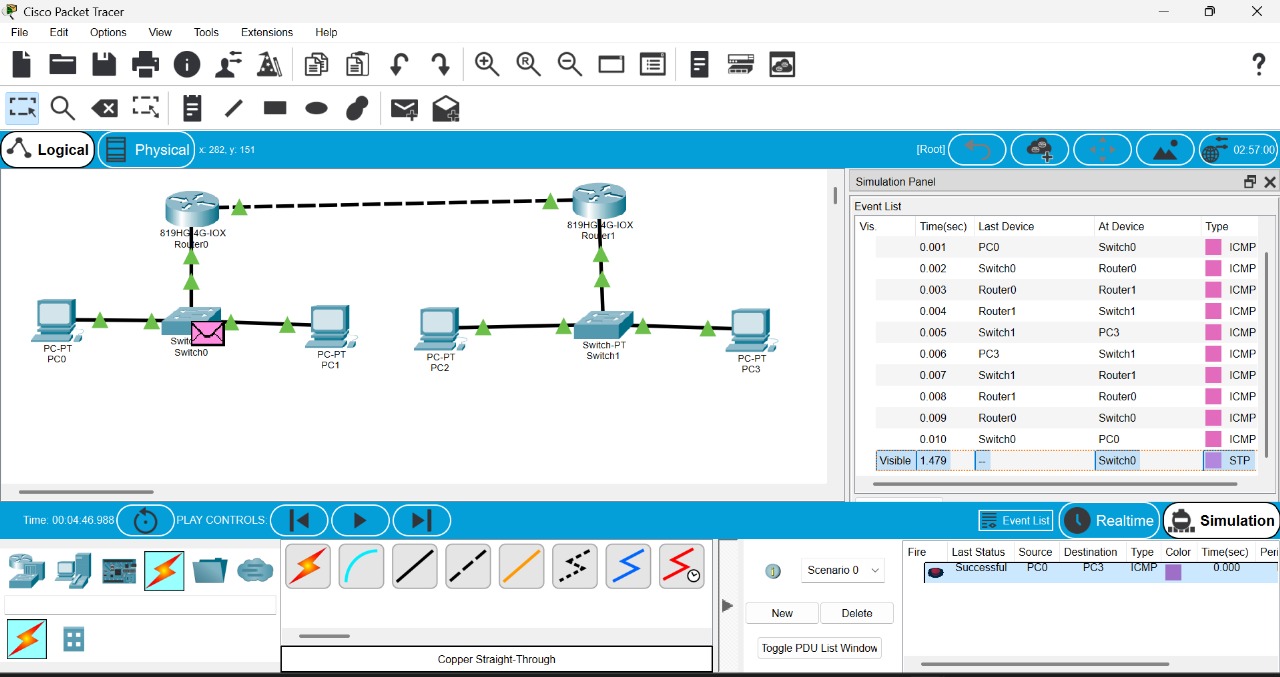 Cisco Packet Tracer
File Edit Options View Tools Extensions Help
Logical Physical x: 282, y: 151 [Root] 02:57:00
819HG-4G-IOX
Router0
819HG-4G-IOX
Router1
PC-PT
PC0
Switch0
PC-PT
PC1
PC-PT
PC2
Switch-PT
Switch1
PC-PT
PC3
Simulation Panel
Event List
Vis. Time(sec) Last Device At Device Type
0.001 PC0 Switch0 ICMP
0.002 Switch0 Router0 ICMP
0.003 Router0 Router1 ICMP
0.004 Router1 Switch1 ICMP
0.005 Switch1 PC3 ICMP
0.006 PC3 Switch1 ICMP
0.007 Switch1 Router1 ICMP
0.008 Router1 Router0 ICMP
0.009 Router0 Switch0 ICMP
0.010 Switch0 PC0 ICMP
Visible 1.479 -- Switch0 STP
Time: 00:04:46.988 PLAY CONTROLS: Event List Realtime Simulation
Scenario 0
New Delete
Toggle PDU List Window
Fire Last Status Source Destination Type Color Time(sec) Peri
Successful PC0 PC3 ICMP 0.000
Copper Straight-Through